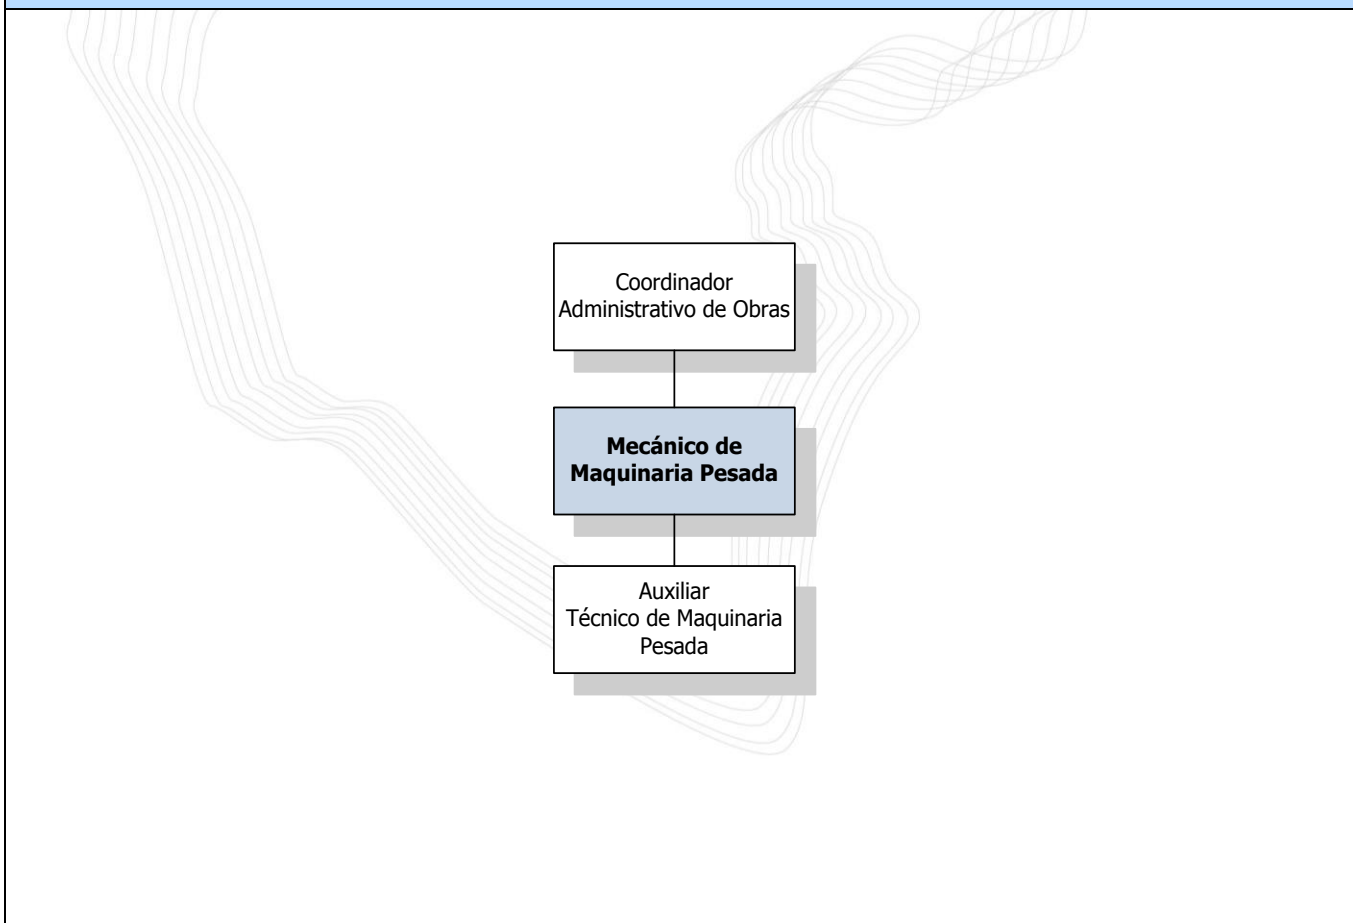 Coordinador
Administrativo de Obras
Mecánico de
Maquinaria Pesada
Auxiliar
Técnico de Maquinaria
Pesada